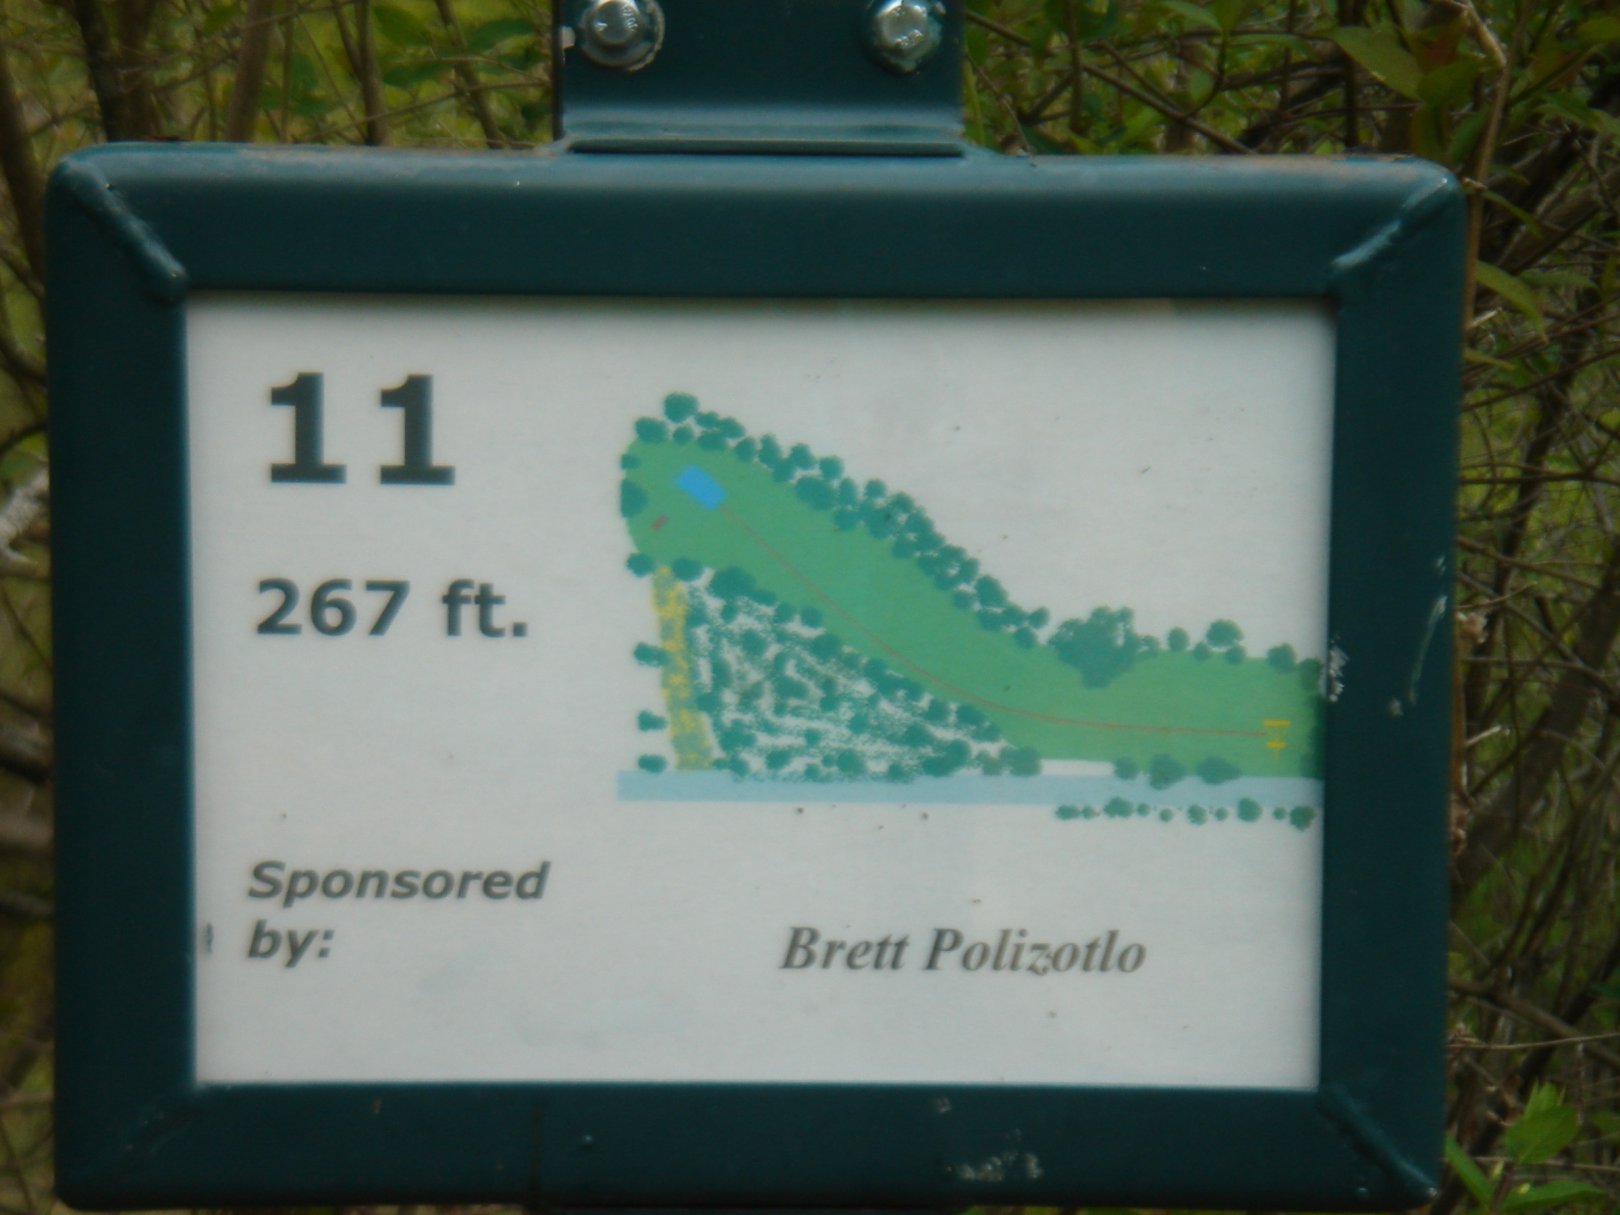 11
267 ft.
Sponsored
by:
Brett Polizotlo